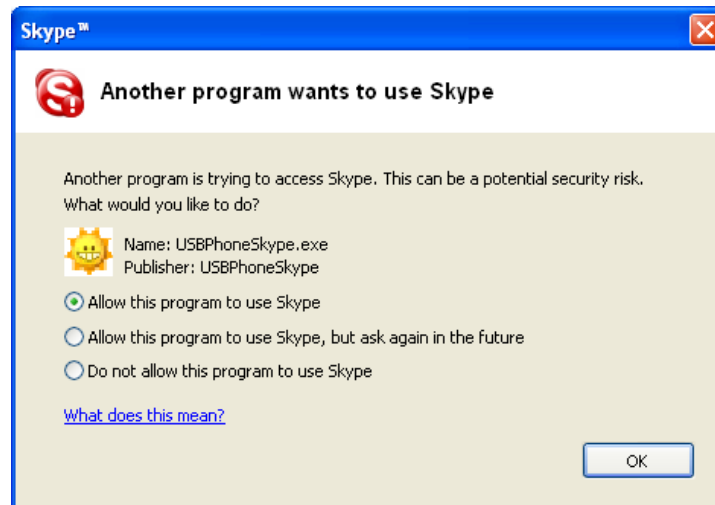 Skype™
Another program wants to use Skype
Another program is trying to access Skype. This can be a potential security risk.
What would you like to do?
Name: USBPhoneSkype.exe
Publisher: USBPhoneSkype
Allow this program to use Skype
Allow this program to use Skype, but ask again in the future
Do not allow this program to use Skype
What does this mean?
OK